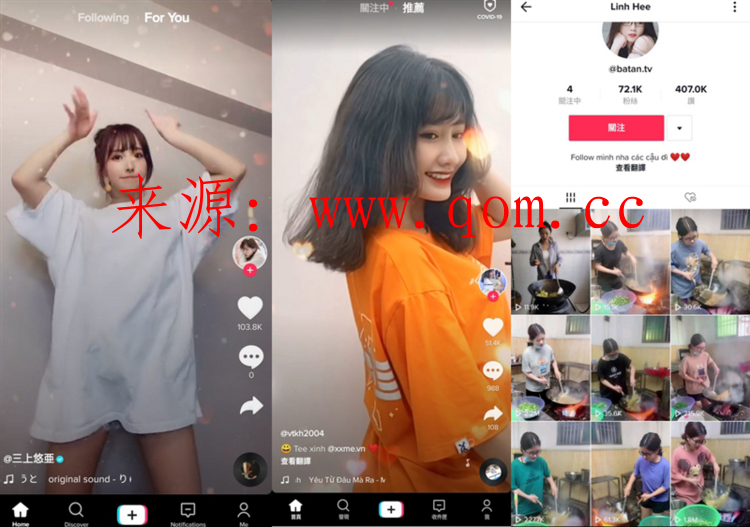 Following
For You
103.8K
0
@三上悠亜
うと original sound - り
Home
Discover
Notifications
Me
關注中
推薦
COVID-19
51.4K
988
108
@vtkh2004
Tee xinh @xxme.vn
查看翻譯
Yêu Từ Đâu Mà Ra - M
首頁
發現
收件匣
我
Linh Hee
@batan.tv
4
72.1K
407.0K
關注中
粉絲
讚
關注
Follow mình nha các cậu ơi
查看翻譯
11.9K
30.6K
35.6K
1.8M
来源：www.qom.cc